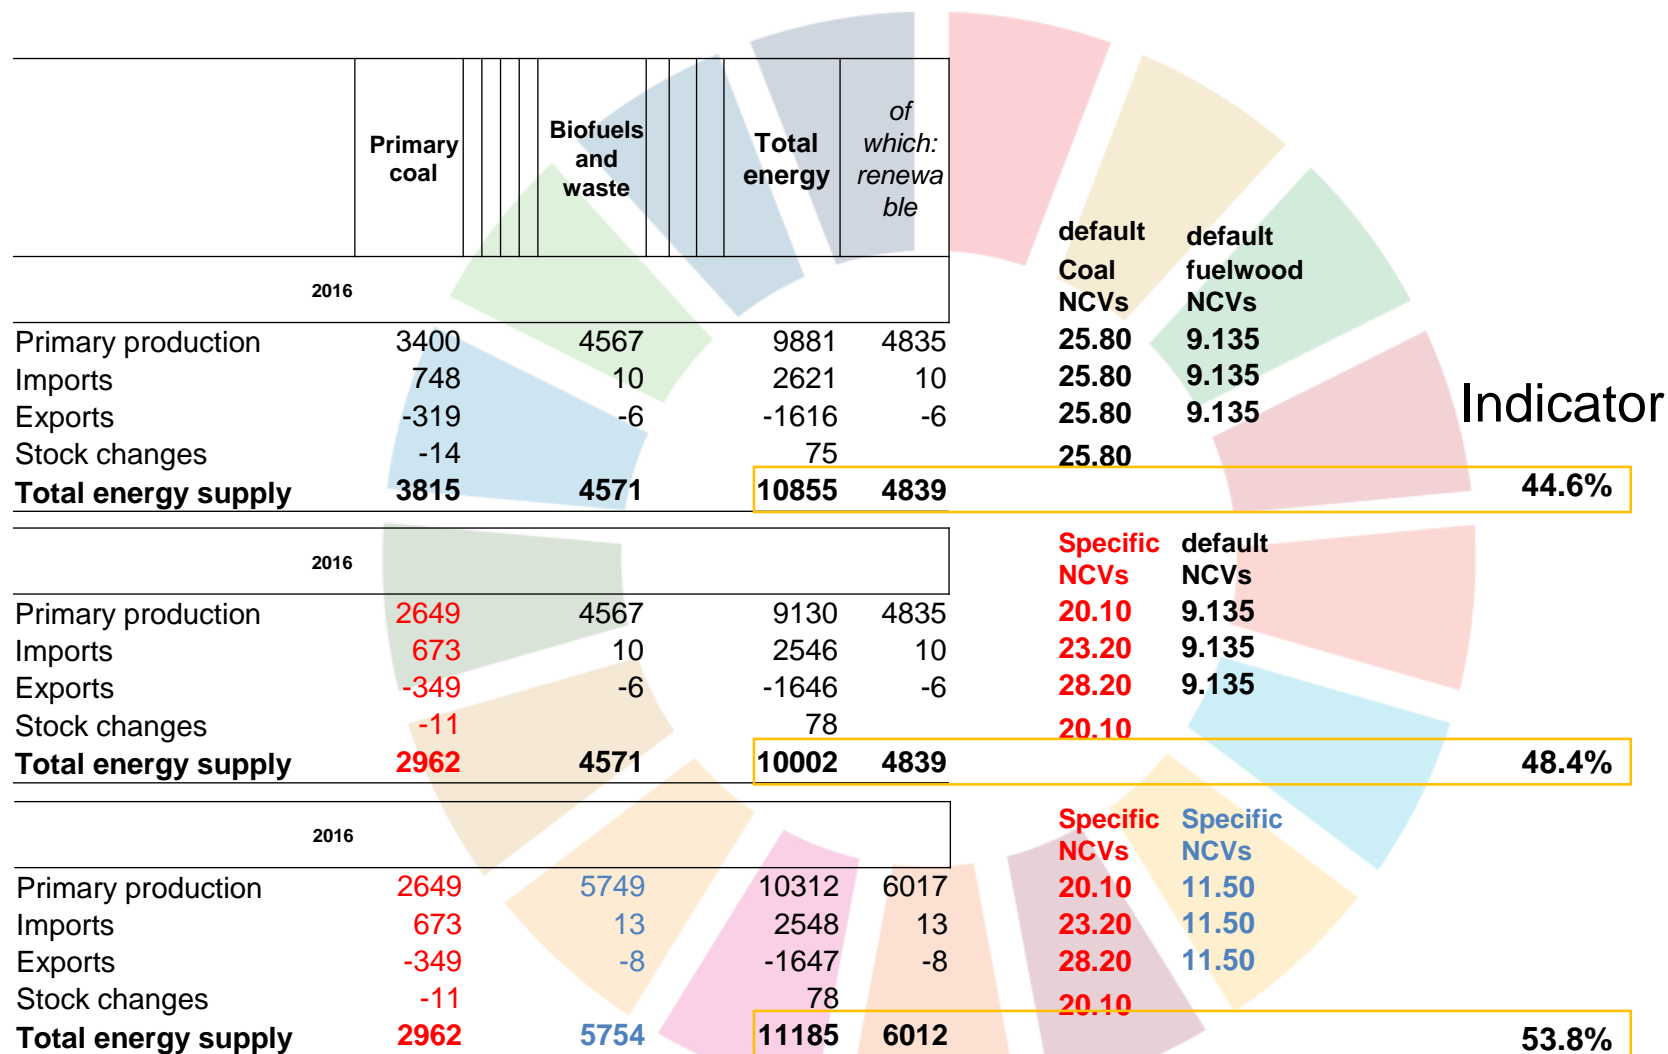 Primary coal Biofuels and waste Total energy of which: renewa ble
default Coal NCVs default fuelwood NCVs
2016
Primary production 3400 4567 9881 4835 25.80 9.135
Imports 748 10 2621 10 25.80 9.135
Indicator
Exports -319 -6 -1616 -6 25.80 9.135
Stock changes -14 75 25.80
Total energy supply 3815 4571 10855 4839 44.6%
2016 Specific NCVs default NCVs
Primary production 2649 4567 9130 4835 20.10 9.135
Imports 673 10 2546 10 23.20 9.135
Exports -349 -6 -1646 -6 28.20 9.135
Stock changes -11 78 20.10
Total energy supply 2962 4571 10002 4839 48.4%
2016 Specific NCVs Specific NCVs
Primary production 2649 5749 10312 6017 20.10 11.50
Imports 673 13 2548 13 23.20 11.50
Exports -349 -8 -1647 -8 28.20 11.50
Stock changes -11 78 20.10
Total energy supply 2962 5754 11185 6012 53.8%